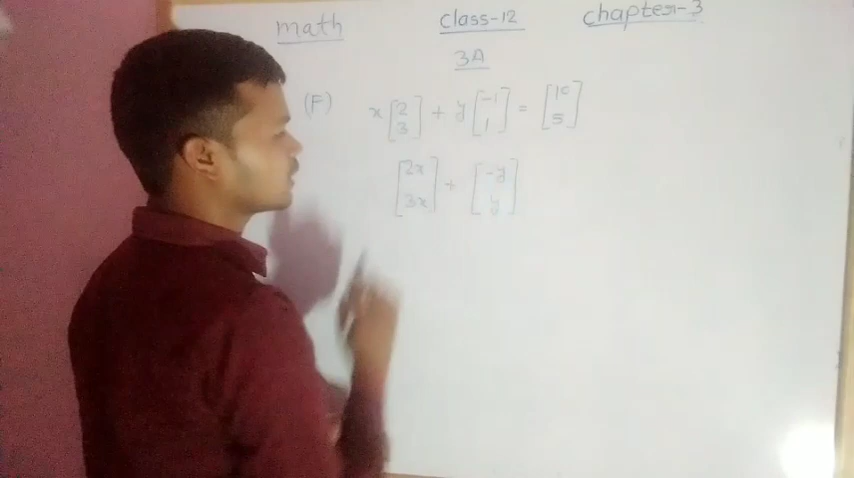 math class-12 chapter-3
3A
(F) x [2 3] + y [-1 1] = [10 5]
[2x 3x] + [-y y]